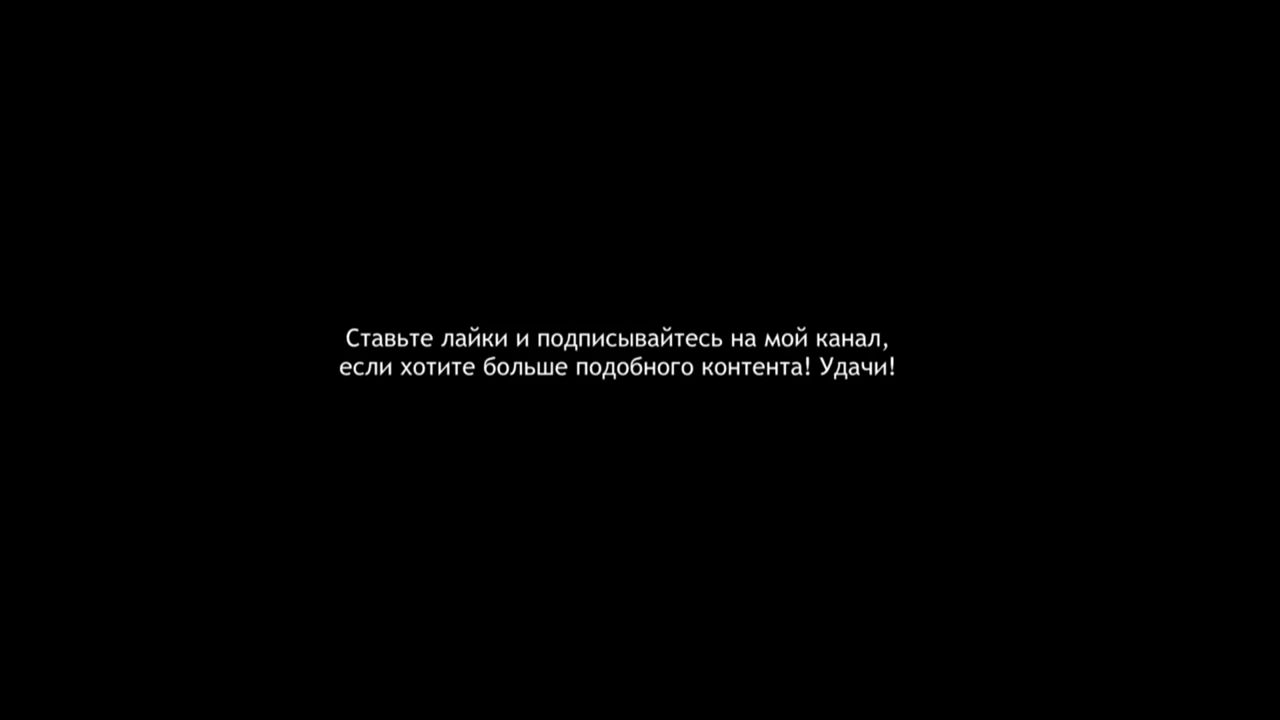 Ставьте лайки и подписывайтесь на мой канал,
если хотите больше подобного контента! Удачи!